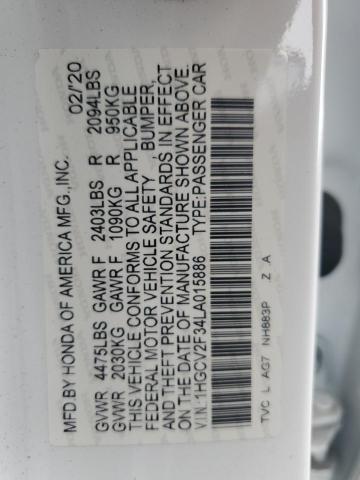 MFD.BY HONDA OF AMERICA MFG.,INC. 02/'20
GVWR 4475LBS GAWR F 2403LBS R 2094LBS
GVWR 2030KG GAWR F 1090KG R 950KG
THIS VEHICLE CONFORMS TO ALL APPLICABLE
FEDERAL MOTOR VEHICLE SAFETY BUMPER,
AND THEFT PREVENTION STANDARDS IN EFFECT
ON THE DATE OF MANUFACTURE SHOWN ABOVE.
V.I.N.:1HGCV2F34LA015886 TYPE:PASSENGER CAR
TVC L AG7 NH883P Z A